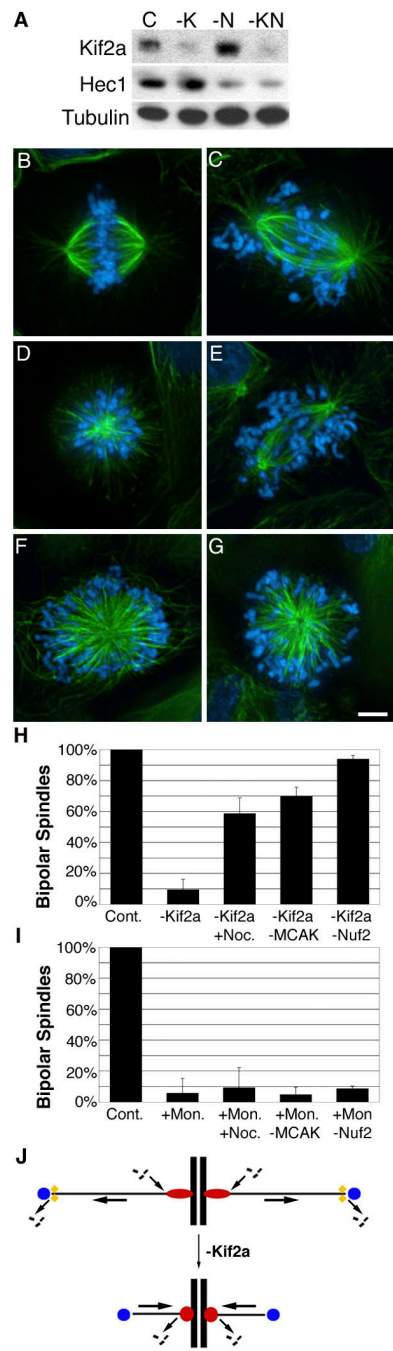 A
C -K -N -KN
Kif2a
Hec1
Tubulin
B
C
D
E
F
G
H
Bipolar Spindles
100%
80%
60%
40%
20%
0%
Cont. -Kif2a -Kif2a -Kif2a -Kif2a
+Noc. -MCAK -Nuf2
I
Bipolar Spindles
100%
80%
60%
40%
20%
0%
Cont. +Mon. +Mon. +Mon. +Mon
+Noc. -MCAK -Nuf2
J
-Kif2a